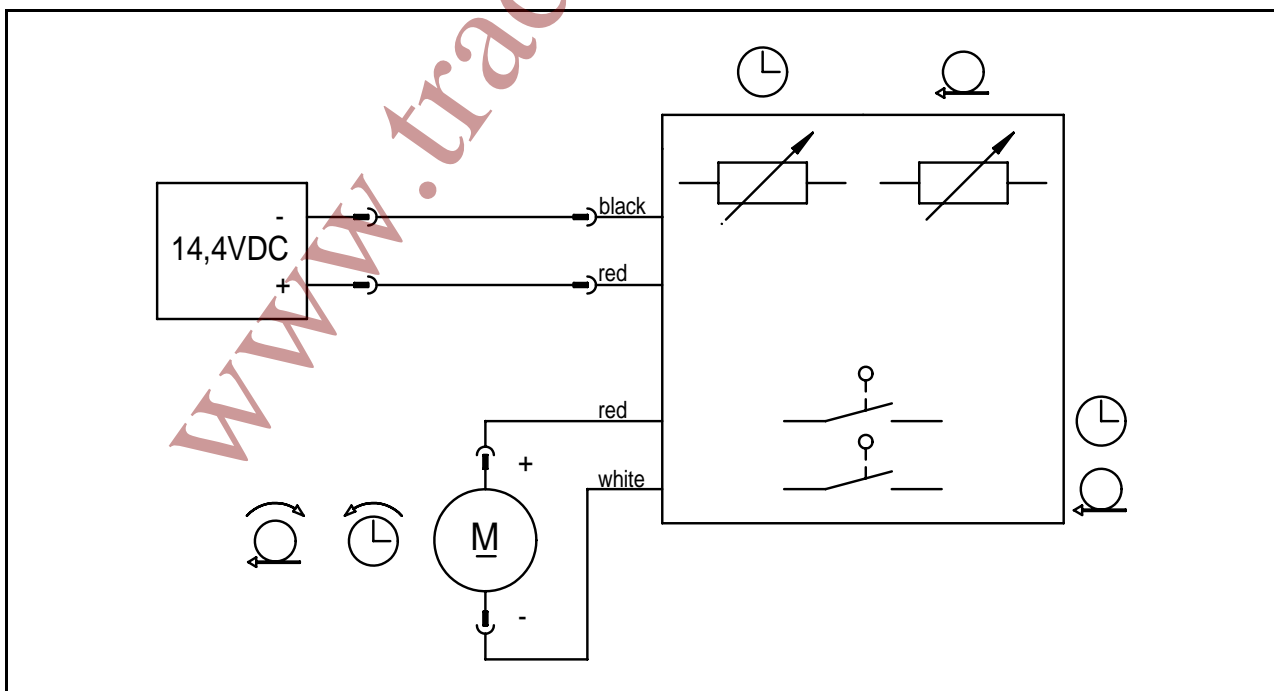 www.trac
-
14,4VDC
+
black
red
red
+
white
M
-